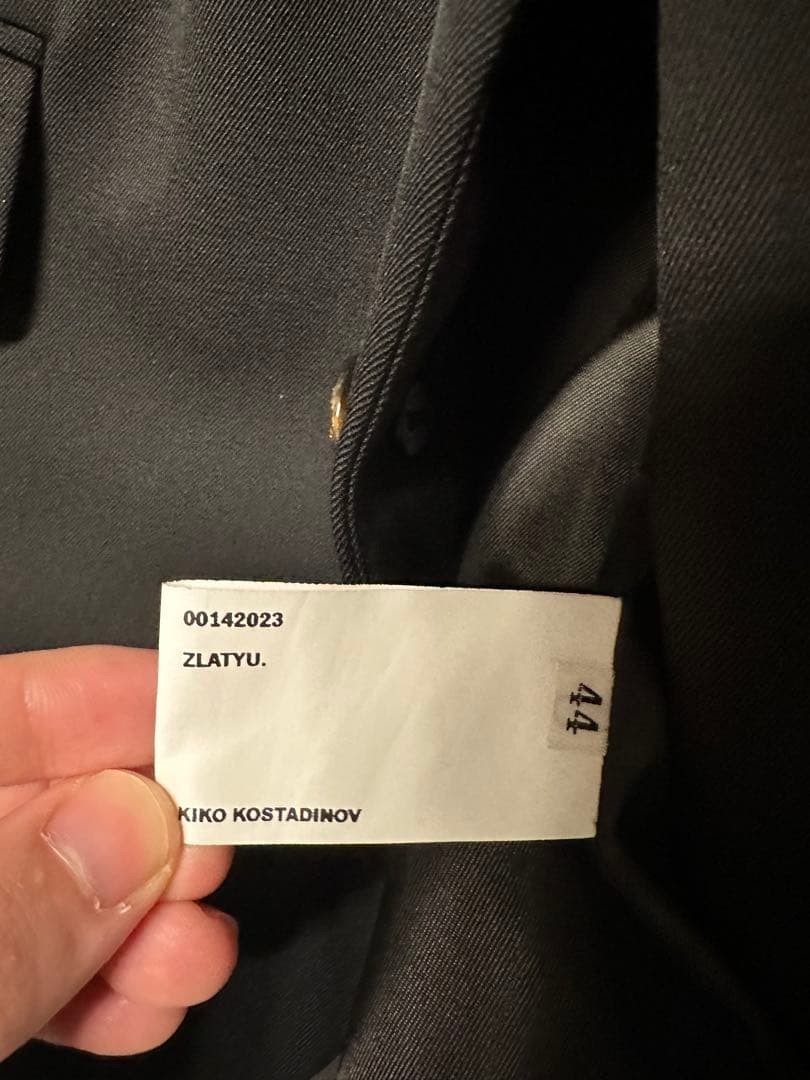 00142023
ZLATYU.
44
KIKO KOSTADINOV